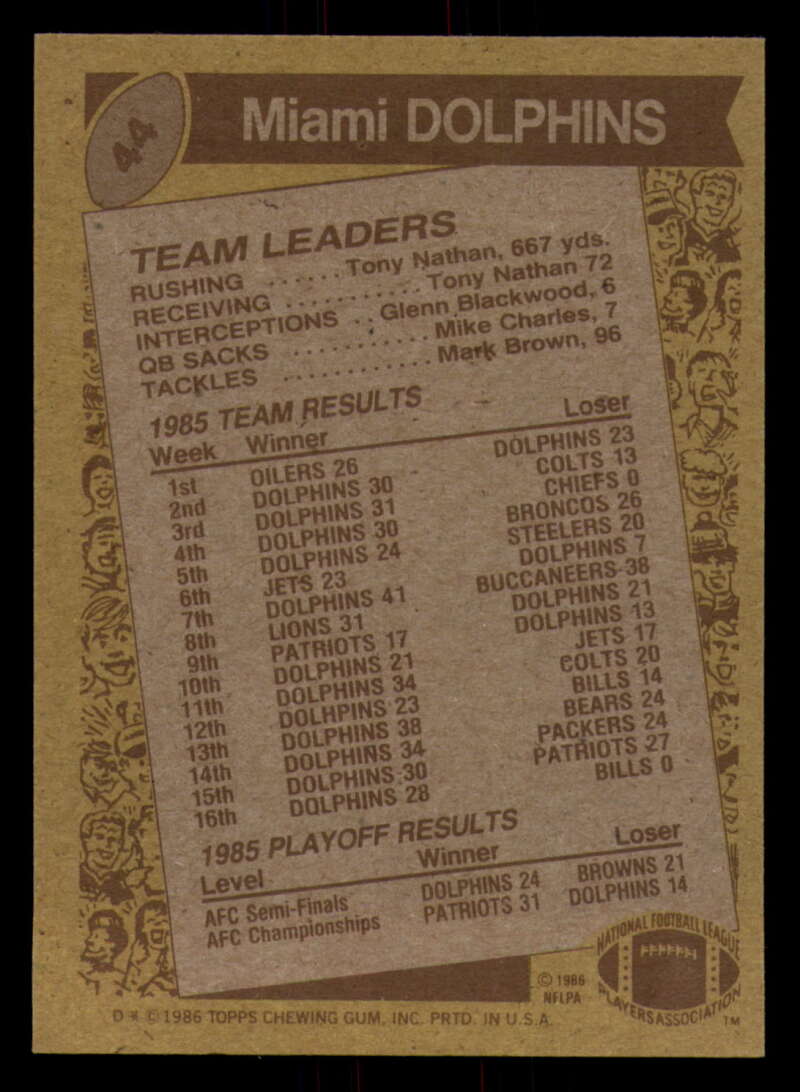 44
Miami DOLPHINS
TEAM LEADERS
RUSHING ...... Tony Nathan, 667 yds.
RECEIVING .......... Tony Nathan 72
INTERCEPTIONS .. Glenn Blackwood, 6
QB SACKS .......... Mike Charles, 7
TACKLES ........... Mark Brown, 96
1985 TEAM RESULTS
Week Winner Loser
1st OILERS 26 DOLPHINS 23
2nd DOLPHINS 30 COLTS 13
3rd DOLPHINS 31 CHIEFS 0
4th DOLPHINS 30 BRONCOS 26
5th DOLPHINS 24 STEELERS 20
6th JETS 23 DOLPHINS 7
7th DOLPHINS 41 BUCCANEERS 38
8th LIONS 31 DOLPHINS 21
9th PATRIOTS 17 DOLPHINS 13
10th DOLPHINS 21 JETS 17
11th DOLPHINS 34 COLTS 20
12th DOLHPINS 23 BILLS 14
13th DOLPHINS 38 BEARS 24
14th DOLPHINS 34 PACKERS 24
15th DOLPHINS 30 PATRIOTS 27
16th DOLPHINS 28 BILLS 0
1985 PLAYOFF RESULTS
Level Winner Loser
AFC Semi-Finals DOLPHINS 24 BROWNS 21
AFC Championships PATRIOTS 31 DOLPHINS 14
© 1986
NFLPA
NATIONAL FOOTBALL LEAGUE
PLAYERS ASSOCIATION
TM
D * © 1986 TOPPS CHEWING GUM, INC. PRTD. IN U.S.A.